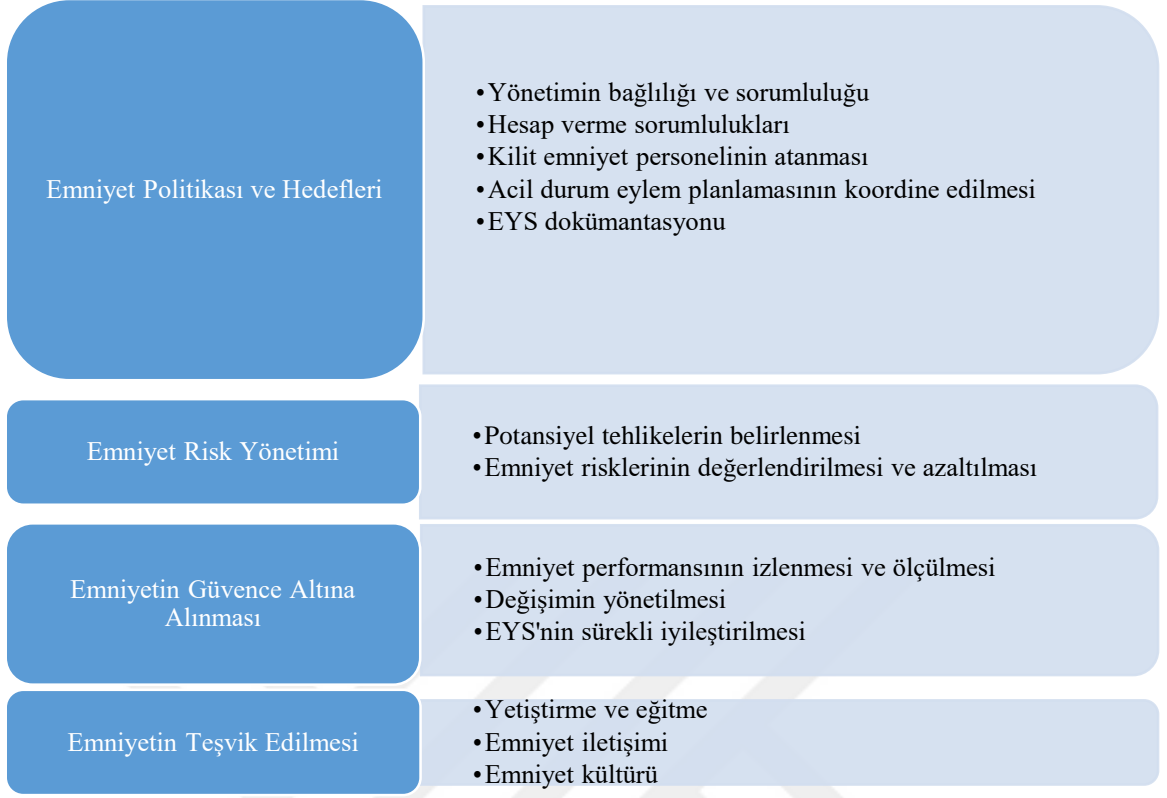 Emniyet Politikası ve Hedefleri
•Yönetimin bağlılığı ve sorumluluğu
•Hesap verme sorumlulukları
•Kilit emniyet personelinin atanması
•Acil durum eylem planlamasının koordine edilmesi
•EYS dokümantasyonu
Emniyet Risk Yönetimi
•Potansiyel tehlikelerin belirlenmesi
•Emniyet risklerinin değerlendirilmesi ve azaltılması
Emniyetin Güvence Altına
Alınması
•Emniyet performansının izlenmesi ve ölçülmesi
•Değişimin yönetilmesi
•EYS'nin sürekli iyileştirilmesi
Emniyetin Teşvik Edilmesi
•Yetiştirme ve eğitme
•Emniyet iletişimi
•Emniyet kültürü